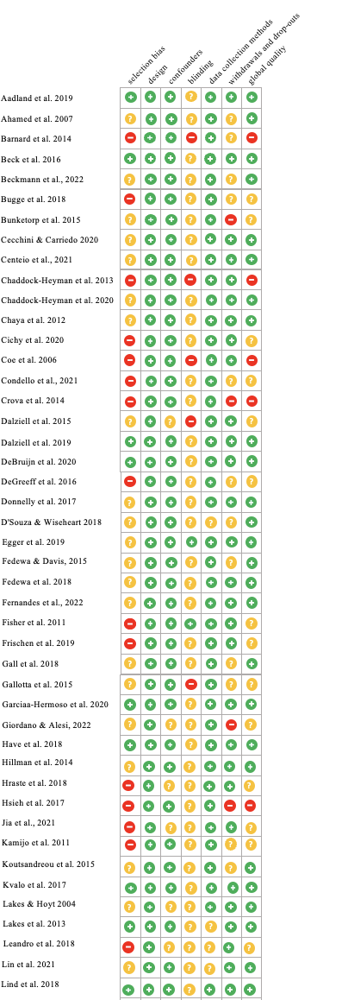 selection bias
design
confounders
blinding
data collection methods
withdrawals and drop-outs
global quality
Aadland et al. 2019
Ahamed et al. 2007
Barnard et al. 2014
Beck et al. 2016
Beckmann et al., 2022
Bugge et al. 2018
Bunketorp et al. 2015
Cecchini & Carriedo 2020
Centeio et al., 2021
Chaddock-Heyman et al. 2013
Chaddock-Heyman et al. 2020
Chaya et al. 2012
Cichy et al. 2020
Coe et al. 2006
Condello et al., 2021
Crova et al. 2014
Dalziell et al. 2015
Dalziell et al. 2019
DeBruijn et al. 2020
DeGreeff et al. 2016
Donnelly et al. 2017
D'Souza & Wiseheart 2018
Egger et al. 2019
Fedewa & Davis, 2015
Fedewa et al. 2018
Fernandes et al., 2022
Fisher et al. 2011
Frischen et al. 2019
Gall et al. 2018
Gallotta et al. 2015
Garciaa-Hermoso et al. 2020
Giordano & Alesi, 2022
Have et al. 2018
Hillman et al. 2014
Hraste et al. 2018
Hsieh et al. 2017
Jia et al., 2021
Kamijo et al. 2011
Koutsandreou et al. 2015
Kvalo et al. 2017
Lakes & Hoyt 2004
Lakes et al. 2013
Leandro et al. 2018
Lin et al. 2021
Lind et al. 2018